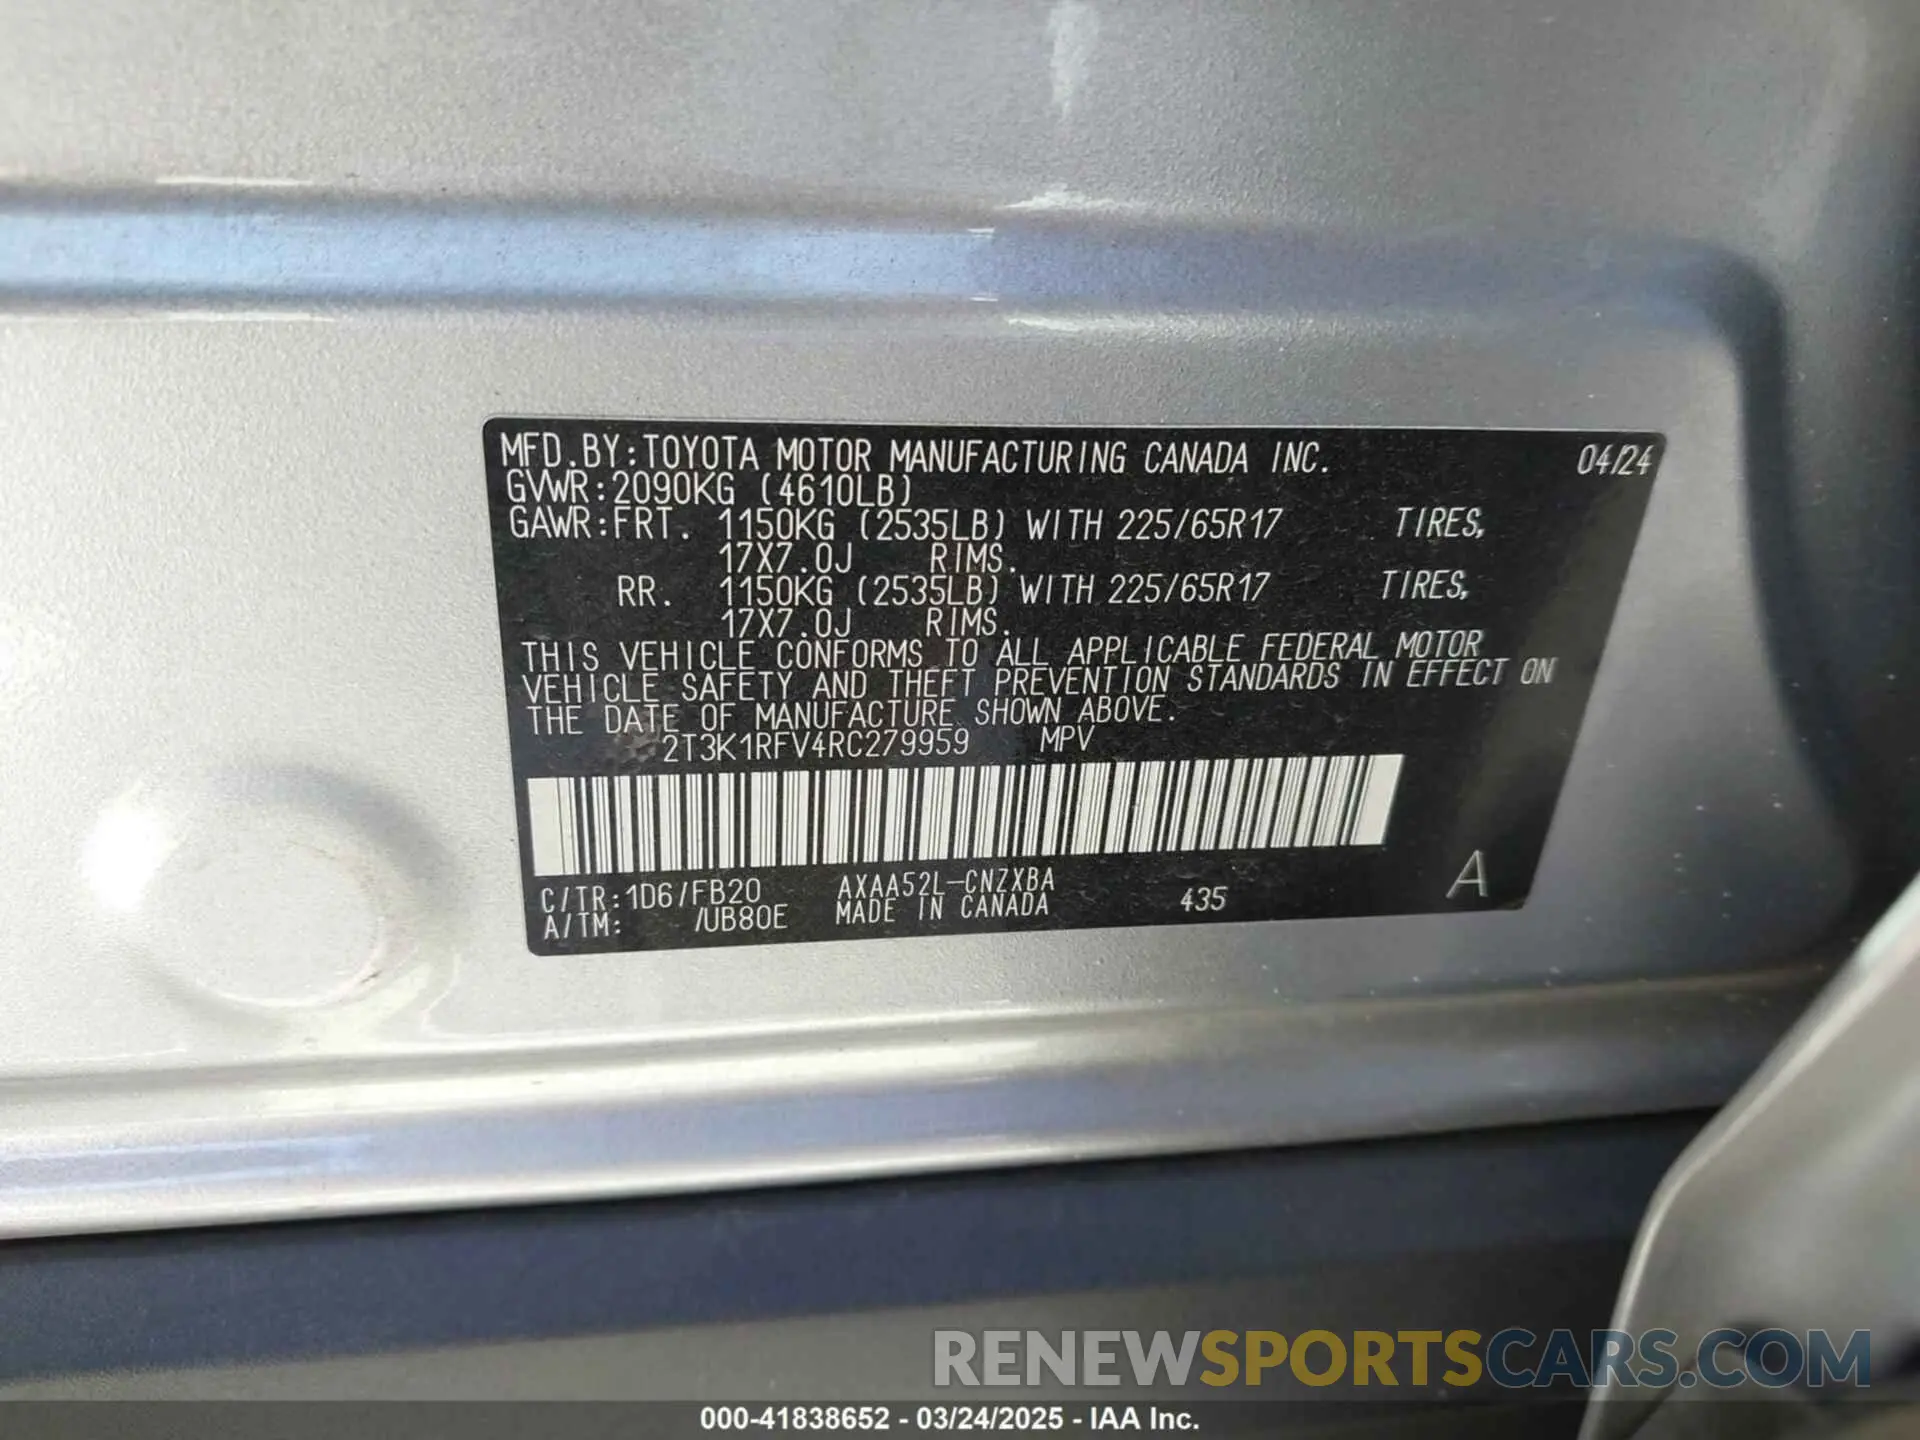 MFD.BY:TOYOTA MOTOR MANUFACTURING CANADA INC. 04/24
GVWR:2090KG (4610LB)
GAWR:FRT. 1150KG (2535LB) WITH 225/65R17 TIRES,
17X7.0J RIMS.
RR. 1150KG (2535LB) WITH 225/65R17 TIRES,
17X7.0J RIMS.
THIS VEHICLE CONFORMS TO ALL APPLICABLE FEDERAL MOTOR
VEHICLE SAFETY AND THEFT PREVENTION STANDARDS IN EFFECT ON
THE DATE OF MANUFACTURE SHOWN ABOVE.
2T3K1RFV4RC279959 MPV
C/TR:1D6/FB20 AXAA52L-CNZXBA 435 A
A/TM: /UB80E MADE IN CANADA
RENEWSPORTSCARS.COM
000-41838652 - 03/24/2025 - IAA Inc.